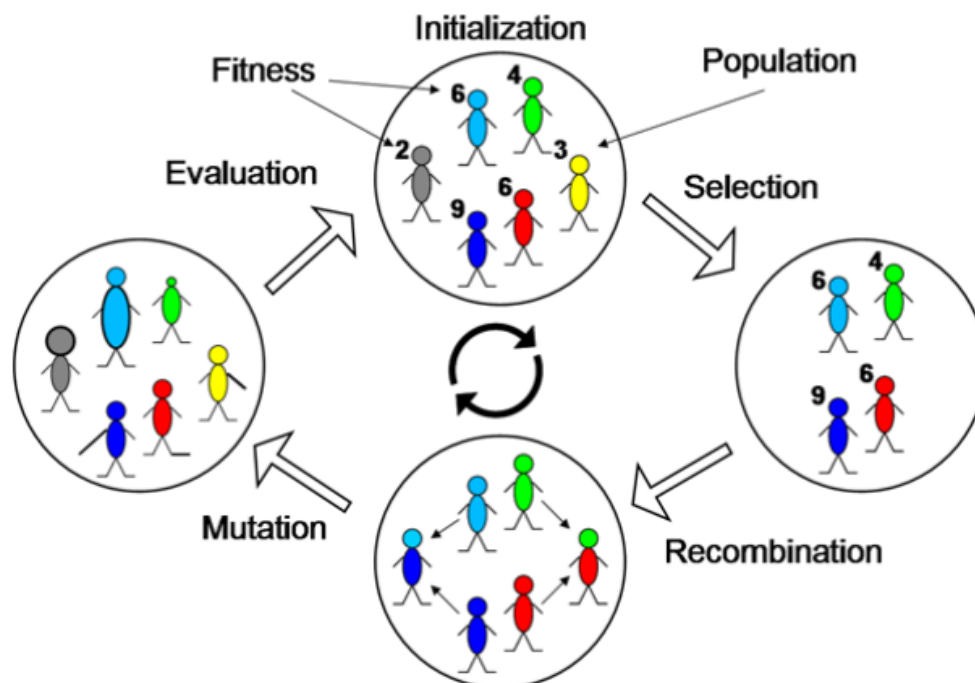 Initialization
Fitness
Population
6
4
2
3
6
9
Evaluation
Selection
6
4
6
9
Mutation
Recombination